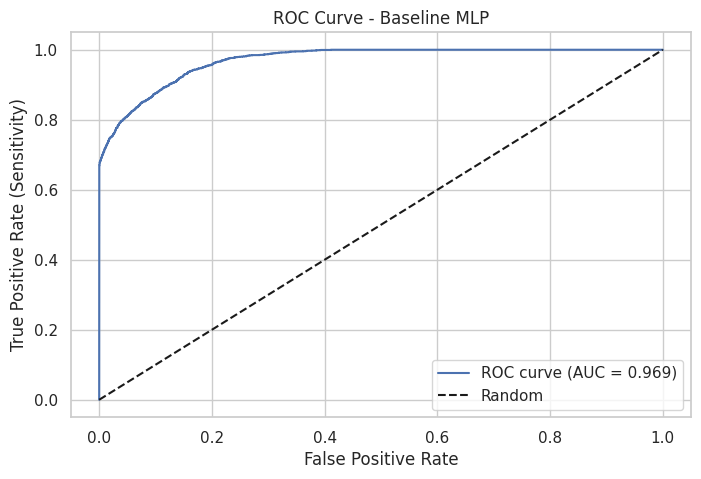 ROC Curve - Baseline MLP
True Positive Rate (Sensitivity)
1.0
0.8
0.6
0.4
0.2
0.0
0.0 0.2 0.4 0.6 0.8 1.0
False Positive Rate
ROC curve (AUC = 0.969)
Random